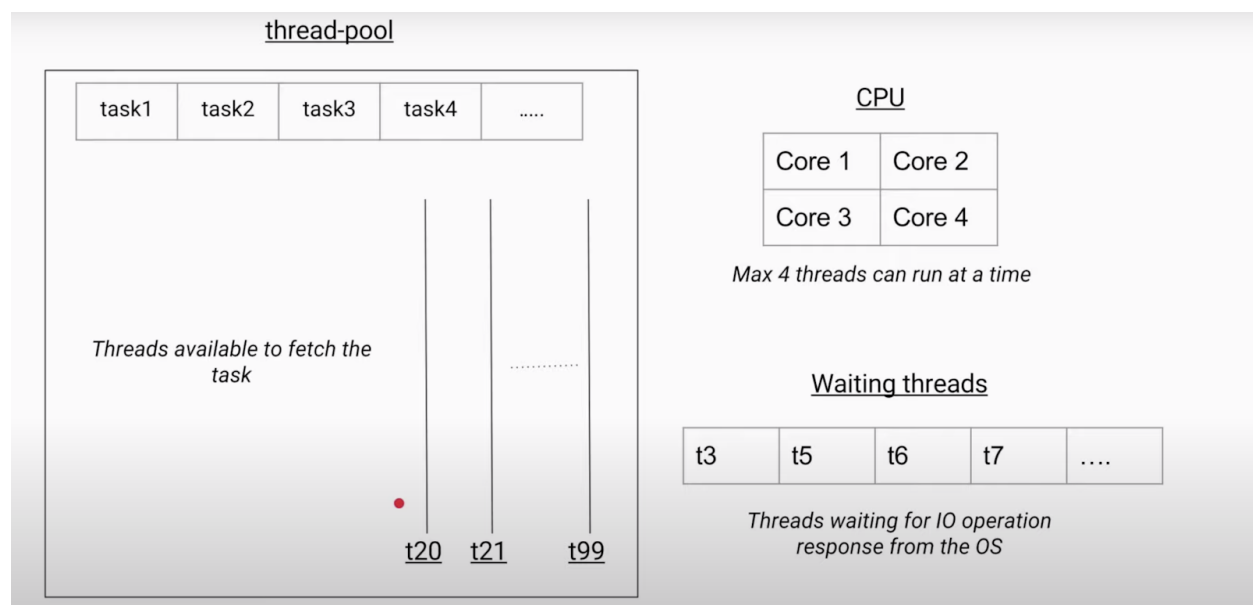 thread-pool
task1 task2 task3 task4 .....
Threads available to fetch the
task
t20 t21 t99
CPU
Core 1 Core 2
Core 3 Core 4
Max 4 threads can run at a time
Waiting threads
t3 t5 t6 t7 ....
Threads waiting for IO operation
response from the OS